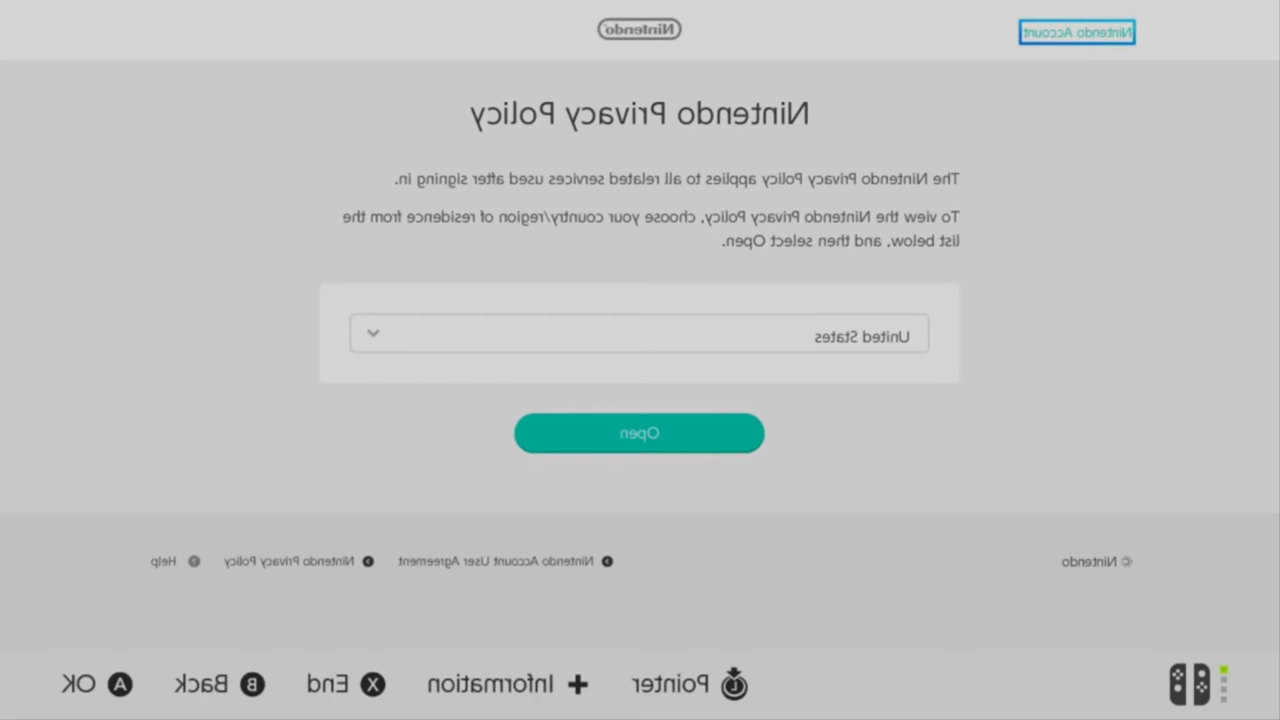 Nintendo Account
Nintendo
Nintendo Privacy Policy
The Nintendo Privacy Policy applies to all related services used after signing in.
To view the Nintendo Privacy Policy, choose your country/region of residence from the
list below, and then select Open.
United States
Open
© Nintendo
Nintendo Account User Agreement
Nintendo Privacy Policy
? Help
L Pointer
+ Information
X End
B Back
A OK